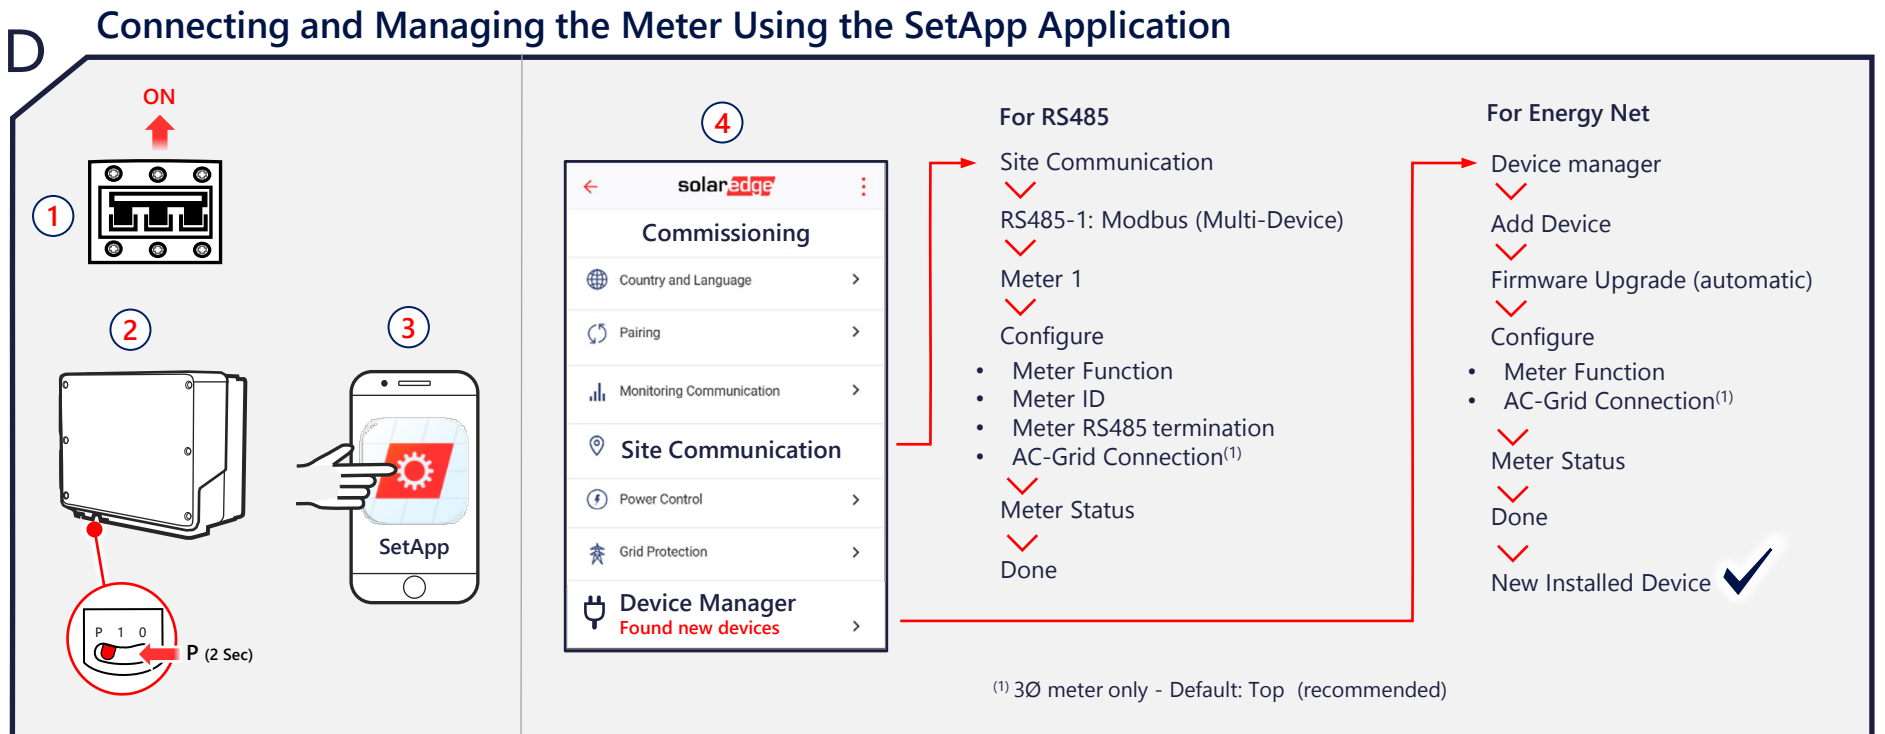 Connecting and Managing the Meter Using the SetApp Application
D
ON
1
2
3
SetApp
P 1 0
P (2 Sec)
4
solaredge
Commissioning
Country and Language
Pairing
Monitoring Communication
Site Communication
Power Control
Grid Protection
Device Manager
Found new devices
For RS485
Site Communication
RS485-1: Modbus (Multi-Device)
Meter 1
Configure
• Meter Function
• Meter ID
• Meter RS485 termination
• AC-Grid Connection(1)
Meter Status
Done
For Energy Net
Device manager
Add Device
Firmware Upgrade (automatic)
Configure
• Meter Function
• AC-Grid Connection(1)
Meter Status
Done
New Installed Device
(1) 3Ø meter only - Default: Top (recommended)